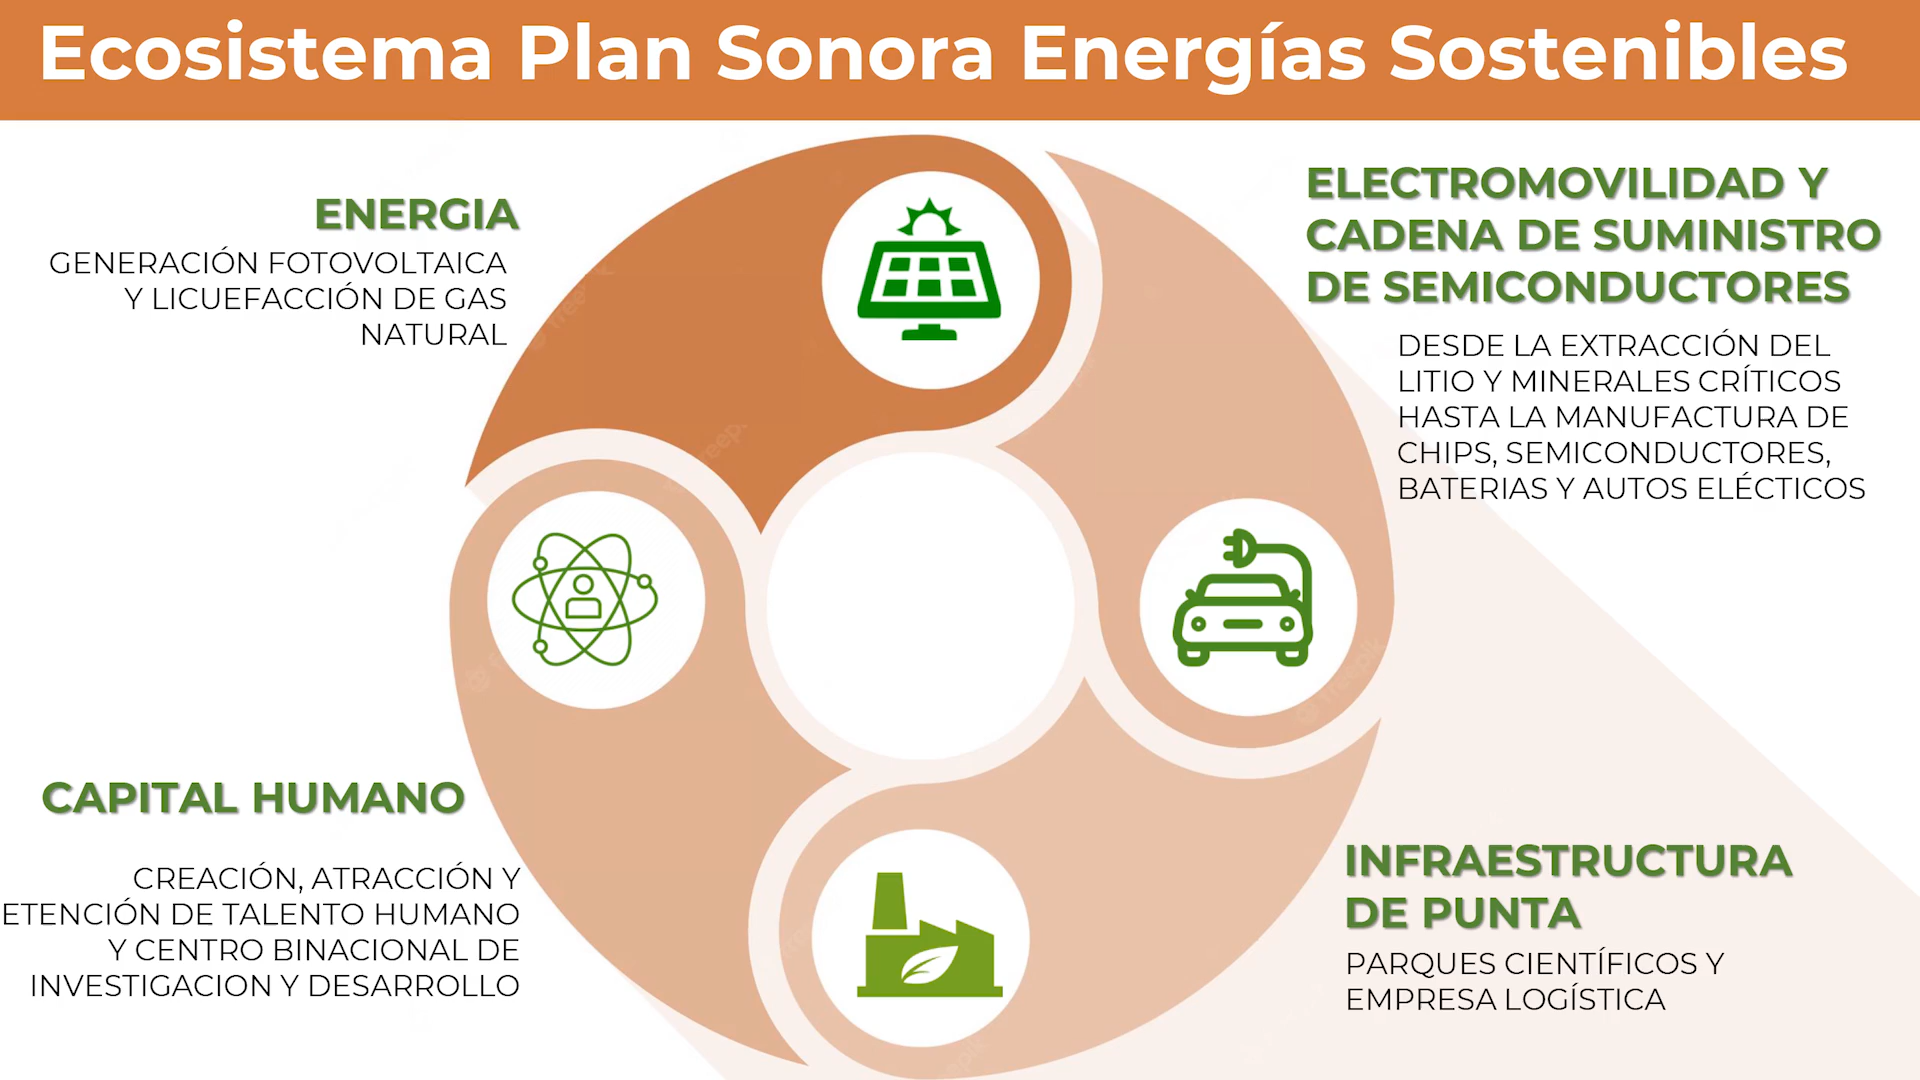 Ecosistema Plan Sonora Energías Sostenibles
ENERGIA
GENERACIÓN FOTOVOLTAICA
Y LICUEFACCIÓN DE GAS
NATURAL
ELECTROMOVILIDAD Y
CADENA DE SUMINISTRO
DE SEMICONDUCTORES
DESDE LA EXTRACCIÓN DEL
LITIO Y MINERALES CRÍTICOS
HASTA LA MANUFACTURA DE
CHIPS, SEMICONDUCTORES,
BATERIAS Y AUTOS ELÉCTICOS
CAPITAL HUMANO
CREACIÓN, ATRACCIÓN Y
ETENCIÓN DE TALENTO HUMANO
Y CENTRO BINACIONAL DE
INVESTIGACION Y DESARROLLO
INFRAESTRUCTURA
DE PUNTA
PARQUES CIENTÍFICOS Y
EMPRESA LOGÍSTICA